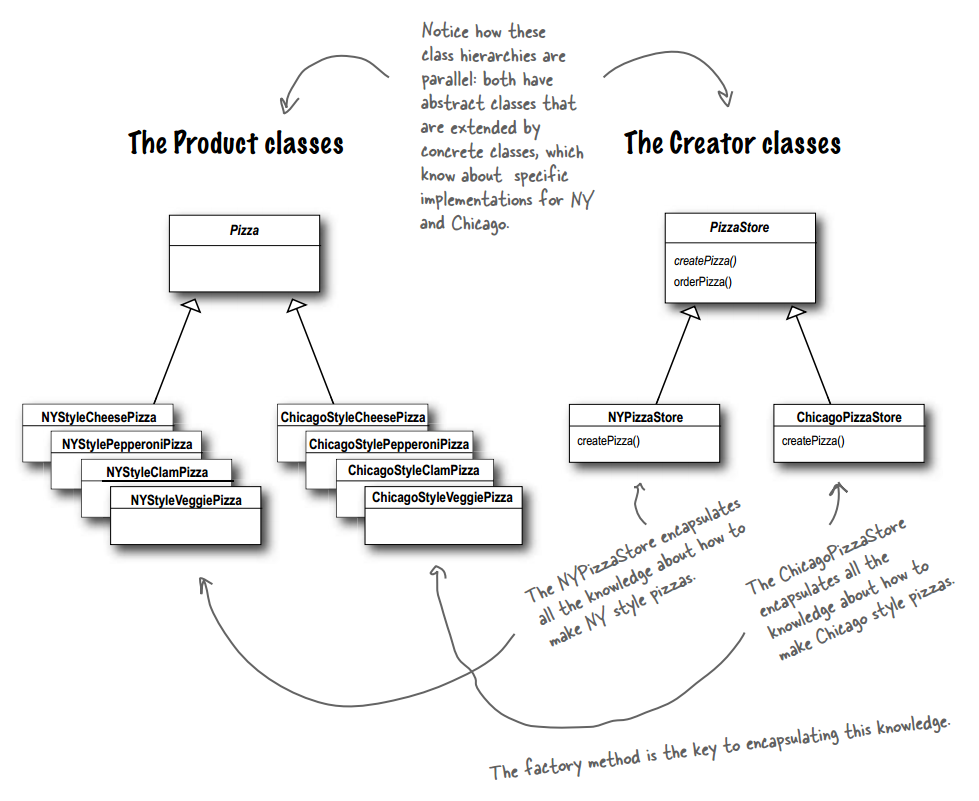 Notice how these
class hierarchies are
parallel: both have
abstract classes that
are extended by
concrete classes, which
know about specific
implementations for NY
and Chicago.
The Product classes
The Creator classes
Pizza
PizzaStore
createPizza()
orderPizza()
NYStyleCheesePizza
NYStylePepperoniPizza
NYStyleClamPizza
NYStyleVeggiePizza
ChicagoStyleCheesePizza
ChicagoStylePepperoniPizza
ChicagoStyleClamPizza
ChicagoStyleVeggiePizza
NYPizzaStore
createPizza()
ChicagoPizzaStore
createPizza()
The NYPizzaStore encapsulates
all the knowledge about how to
make NY style pizzas.
The ChicagoPizzaStore
encapsulates all the
knowledge about how to
make Chicago style pizzas.
The factory method is the key to encapsulating this knowledge.